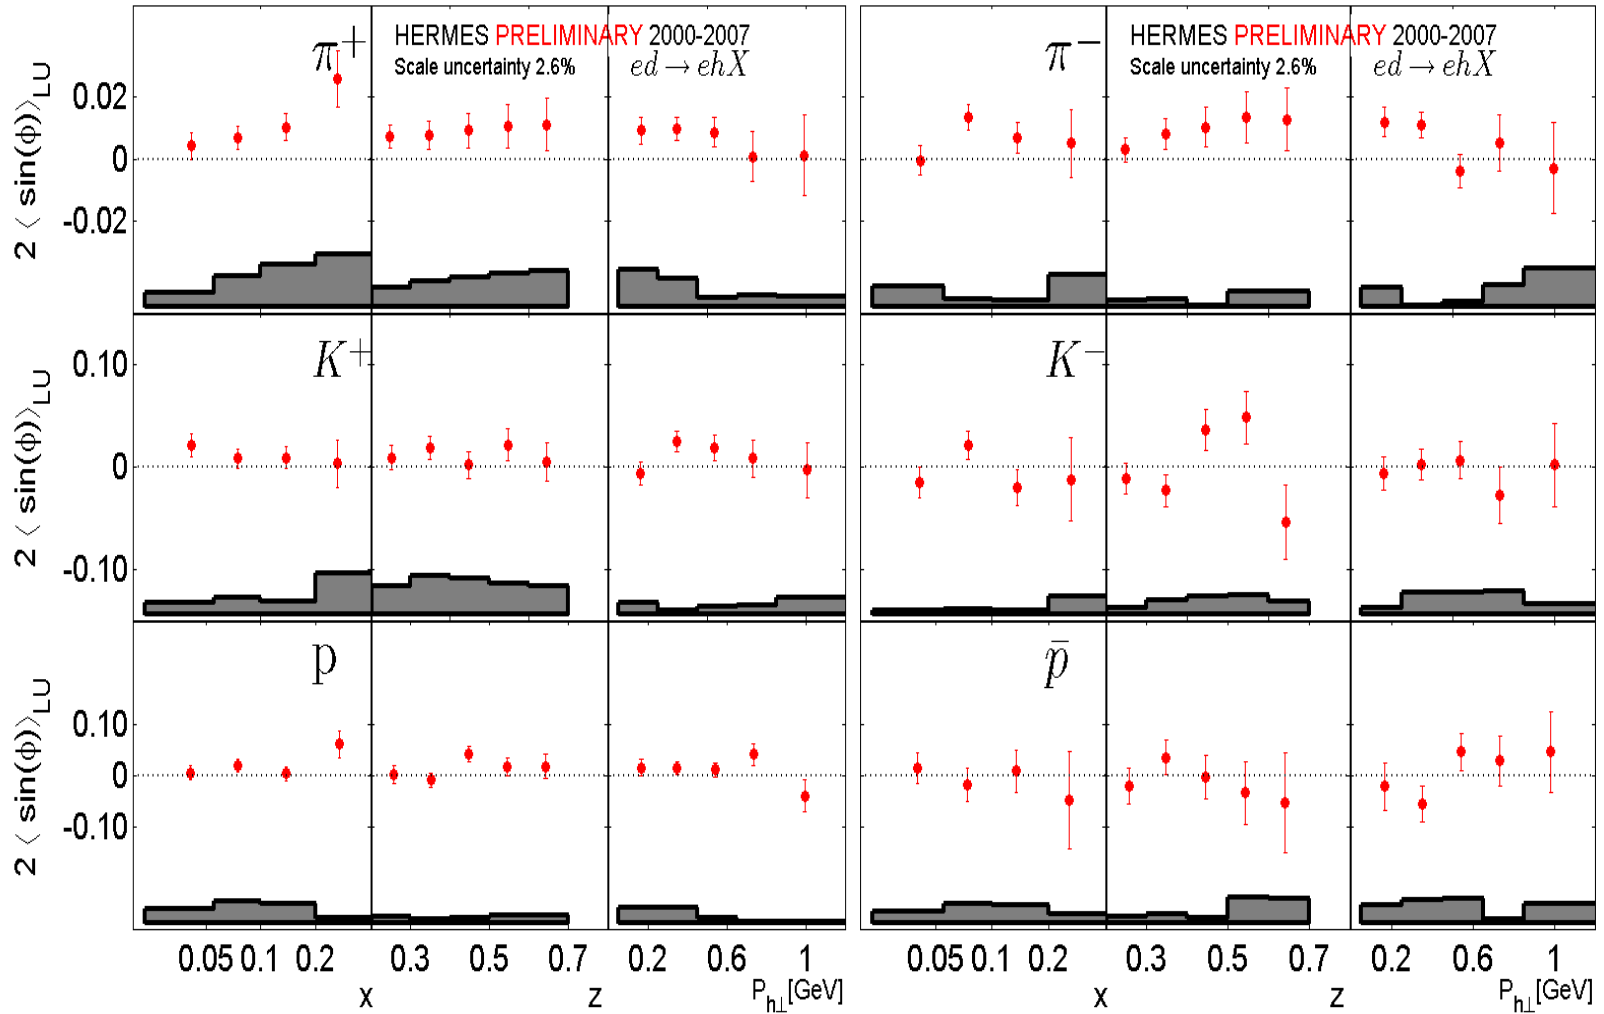 π⁺ HERMES PRELIMINARY 2000-2007 π⁻ HERMES PRELIMINARY 2000-2007
Scale uncertainty 2.6% ed → ehX Scale uncertainty 2.6% ed → ehX
2 ⟨ sin(ϕ) ⟩LU
0.02
0
-0.02
K⁺ K⁻
2 ⟨ sin(ϕ) ⟩LU
0.10
0
-0.10
p p̄
2 ⟨ sin(ϕ) ⟩LU
0.10
0
-0.10
0.05 0.1 0.2 0.3 0.5 0.7 0.2 0.6 1 0.05 0.1 0.2 0.3 0.5 0.7 0.2 0.6 1
x z Ph⊥[GeV] x z Ph⊥[GeV]